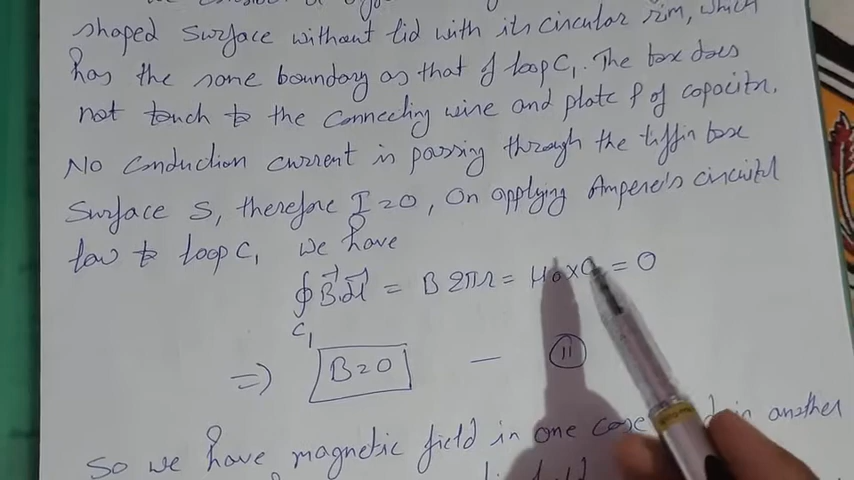 shaped surface without lid with its circular rim, which
has the same boundary as that of loop C₁. The box does
not touch to the connecting wine and plate P of capacitor.
No conduction current is passing through the tiffin box
Surface S, therefore I=0, On applying Ampere's circuital
law to loop C₁ we have
∮ B⃗.dl⃗ = B 2πr = μ₀×0 = 0
C₁
=> B=0 — (ii)
So we have magnetic field in one case in another